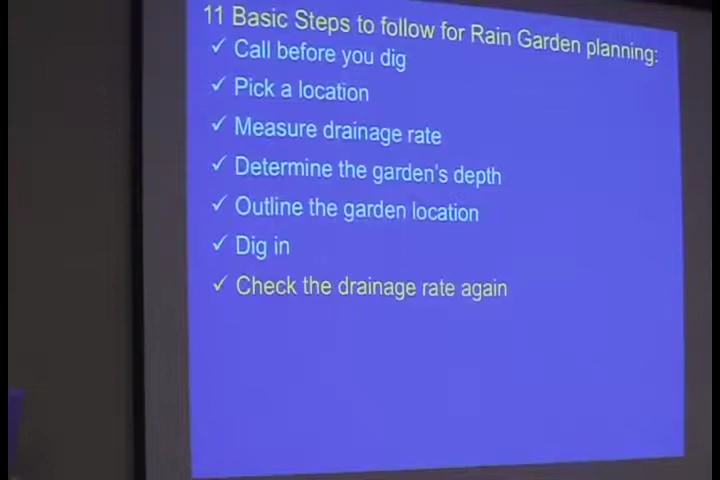 11 Basic Steps to follow for Rain Garden planning:
✓ Call before you dig
✓ Pick a location
✓ Measure drainage rate
✓ Determine the garden's depth
✓ Outline the garden location
✓ Dig in
✓ Check the drainage rate again